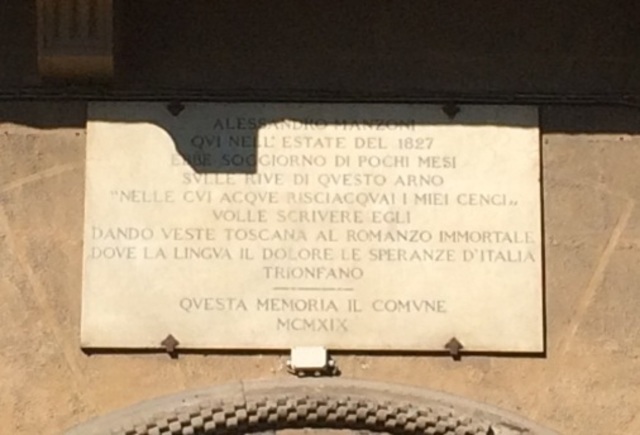 ALESSANDRO MANZONI
QVI NELL' ESTATE DEL 1827
EBBE SOGGIORNO DI POCHI MESI
SVLLE RIVE DI QVESTO ARNO
"NELLE CVI ACQVE RISCIACQVAI I MIEI CENCI„
VOLLE SCRIVERE EGLI
DANDO VESTE TOSCANA AL ROMANZO IMMORTALE
DOVE LA LINGVA IL DOLORE LE SPERANZE D'ITALIA
TRIONFANO
QVESTA MEMORIA IL COMVNE
MCMXIX